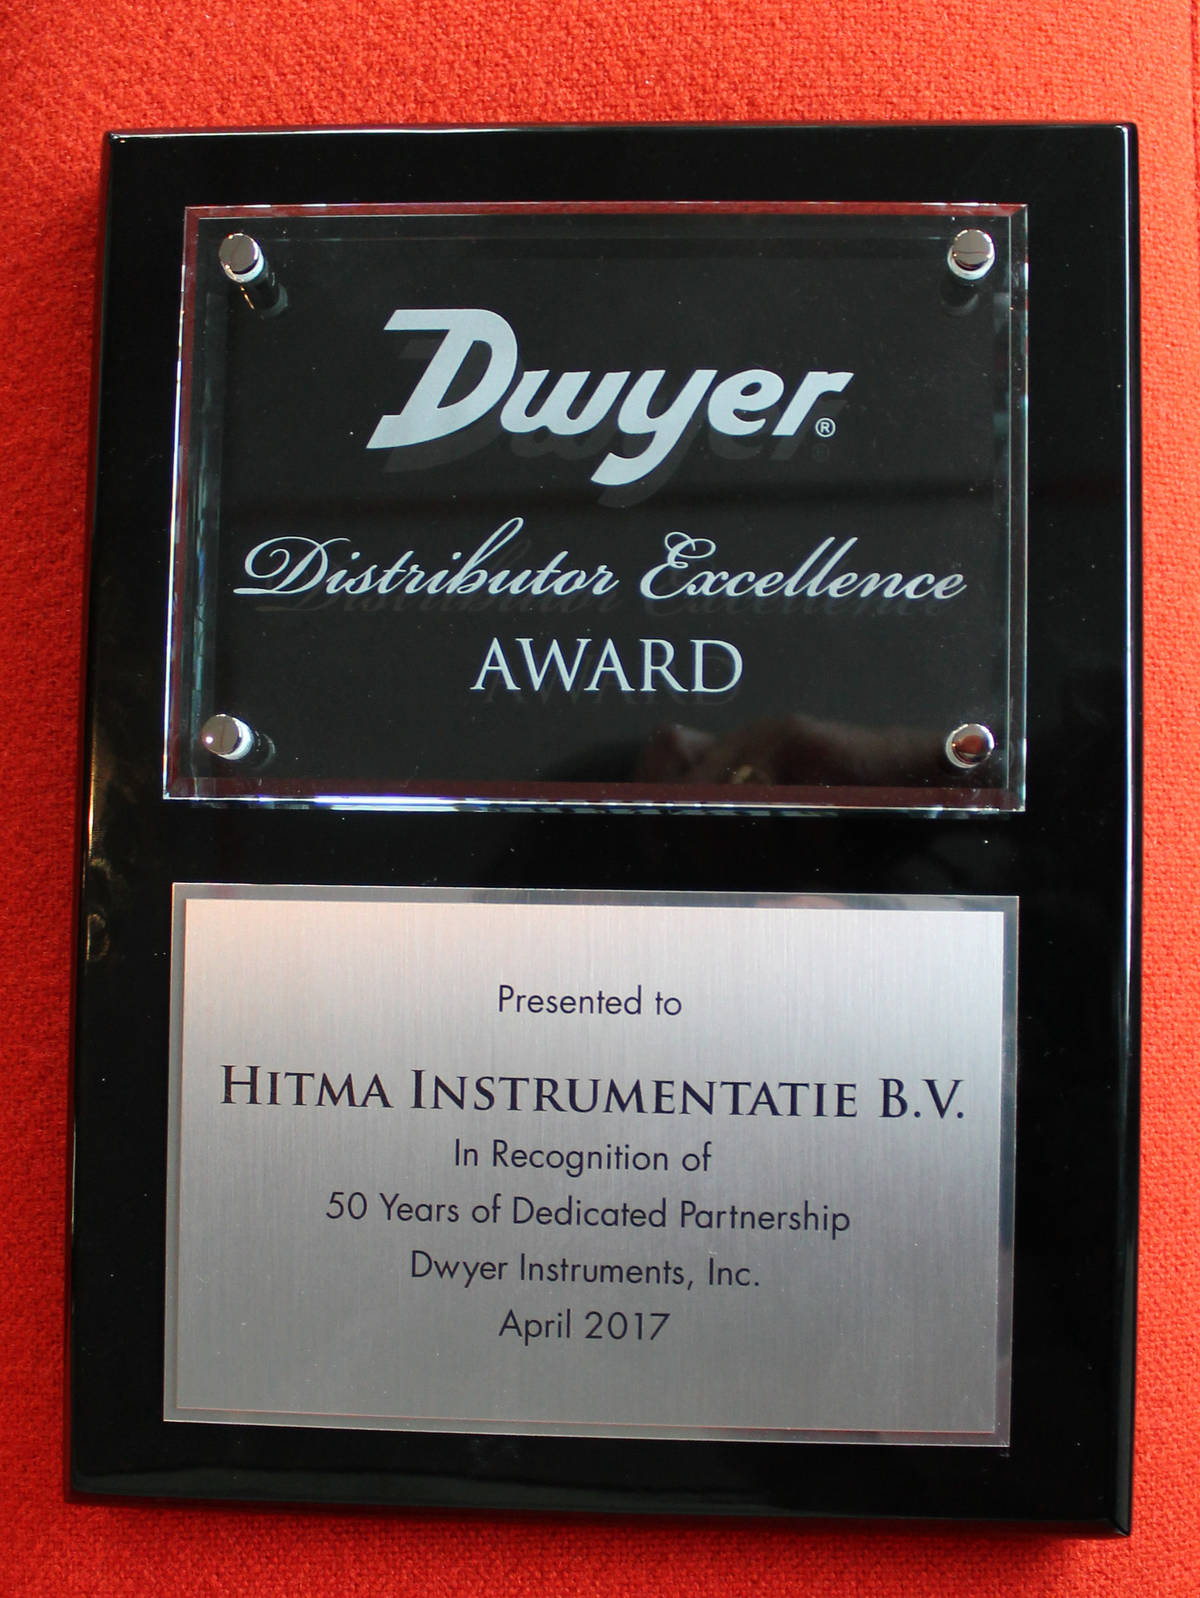 Dwyer®
Distributor Excellence
AWARD
Presented to
HITMA INSTRUMENTATIE B.V.
In Recognition of
50 Years of Dedicated Partnership
Dwyer Instruments, Inc.
April 2017